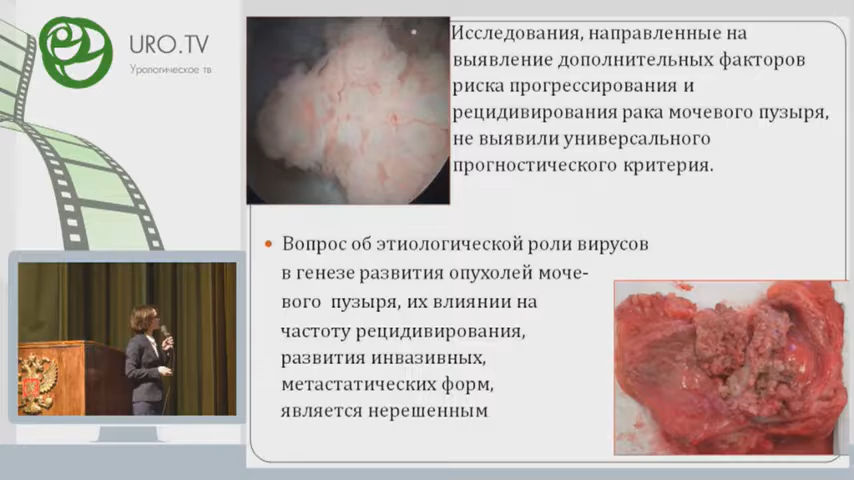 URO.TV
Урологическое тв
Исследования, направленные на
выявление дополнительных факторов
риска прогрессирования и
рецидивирования рака мочевого пузыря,
не выявили универсального
прогностического критерия.
• Вопрос об этиологической роли вирусов
в генезе развития опухолей моче-
вого пузыря, их влиянии на
частоту рецидивирования,
развития инвазивных,
метастатических форм,
является нерешенным